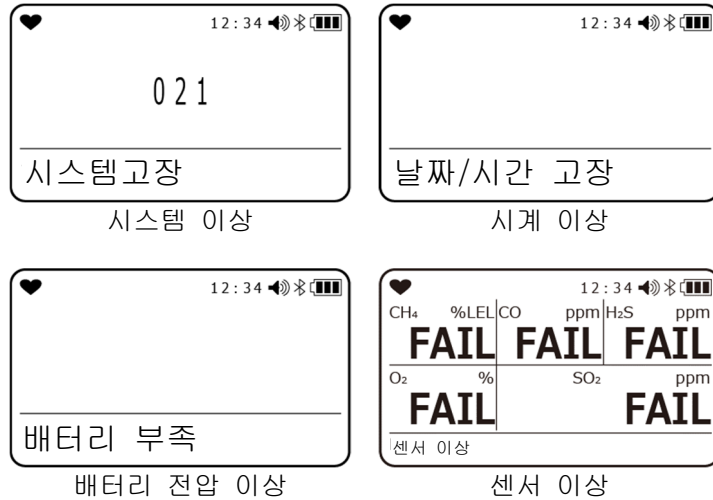 12:34
021
시스템고장
시스템 이상
12:34
날짜/시간 고장
시계 이상
12:34
배터리 부족
배터리 전압 이상
12:34
CH₄ %LEL CO ppm H₂S ppm
FAIL FAIL FAIL
O₂ % SO₂ ppm
FAIL FAIL
센서 이상
센서 이상